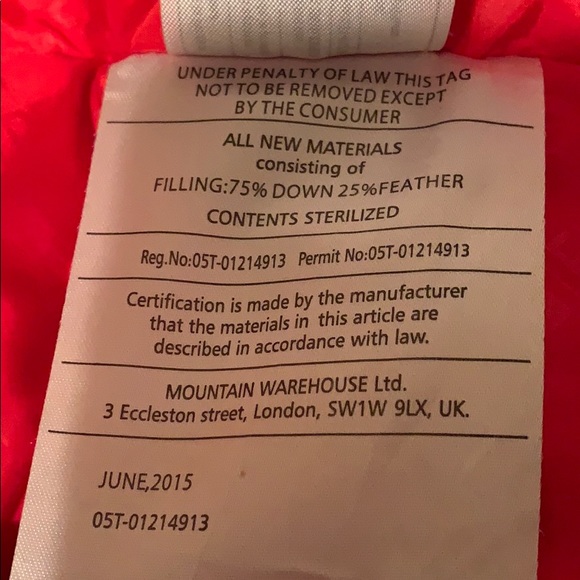 UNDER PENALTY OF LAW THIS TAG
NOT TO BE REMOVED EXCEPT
BY THE CONSUMER
ALL NEW MATERIALS
consisting of
FILLING:75% DOWN 25%FEATHER
CONTENTS STERILIZED
Reg.No:05T-01214913 Permit No:05T-01214913
Certification is made by the manufacturer
that the materials in this article are
described in accordance with law.
MOUNTAIN WAREHOUSE Ltd.
3 Eccleston street, London, SW1W 9LX, UK.
JUNE,2015
05T-01214913